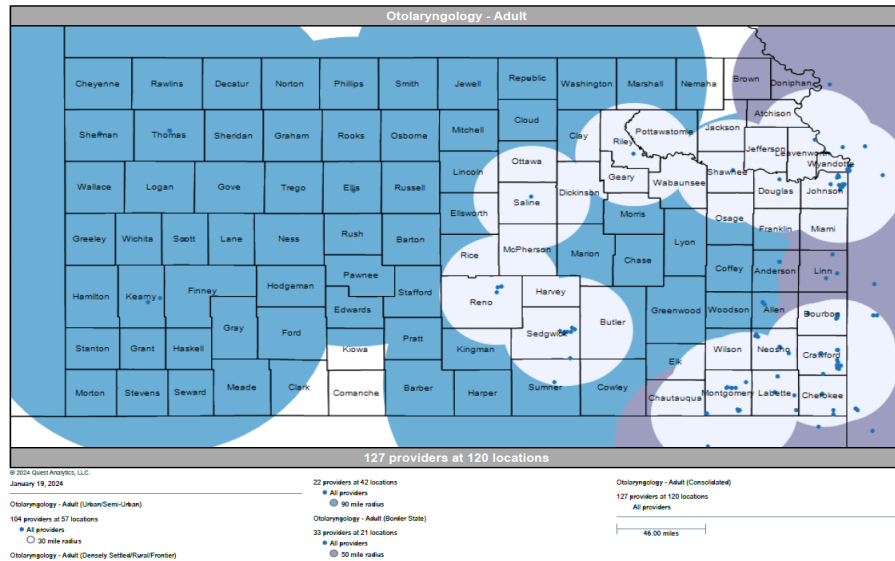 Otolaryngology - Adult
Cheyenne Rawlins Decatur Norton Phillips Smith Jewell Republic Washington Marshall Nemaha Brown Doniphan
Sherman Thomas Sheridan Graham Rooks Osborne Mitchell Cloud Clay Riley Pottawatomie Jackson Atchison
Jefferson Leavenworth
Wyandotte
Wallace Logan Gove Trego Ellis Russell Lincoln Ottawa Saline Dickinson Geary Wabaunsee Shawnee Douglas Johnson
Greeley Wichita Scott Lane Ness Rush Barton Ellsworth McPherson Marion Morris Chase Lyon Osage Franklin Miami
Hamilton Kearny Finney Hodgeman Pawnee Stafford Rice Reno Harvey Coffey Anderson Linn
Edwards
Gray Ford Sedgwick Butler Greenwood Woodson Allen Bourbon
Stanton Grant Haskell Kiowa Pratt Kingman Elk Wilson Neosho Crawford
Morton Stevens Seward Meade Clark Comanche Barber Harper Sumner Cowley Chautauqua Montgomery Labette Cherokee
127 providers at 120 locations
© 2024 Quest Analytics, LLC.
January 19, 2024
Otolaryngology - Adult (Urban/Semi-Urban)
104 providers at 57 locations
All providers
30 mile radius
Otolaryngology - Adult (Densely Settled/Rural/Frontier)
22 providers at 42 locations
All providers
90 mile radius
Otolaryngology - Adult (Border State)
33 providers at 21 locations
All providers
50 mile radius
Otolaryngology - Adult (Consolidated)
127 providers at 120 locations
All providers
46.00 miles